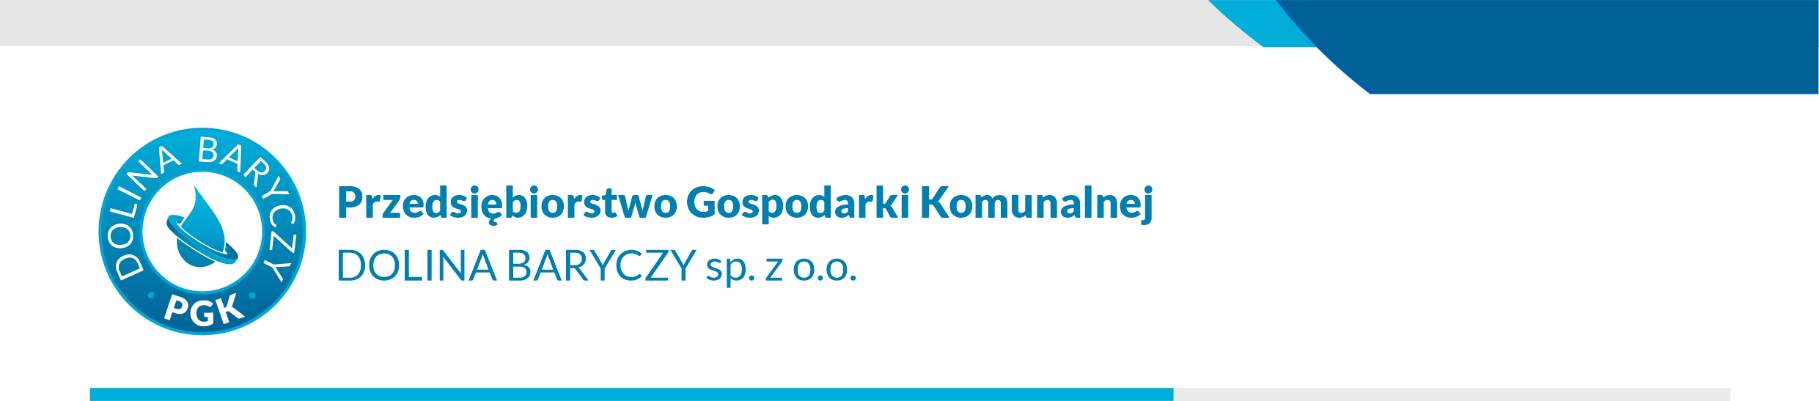 DOLINA BARYCZY
PGK
Przedsiębiorstwo Gospodarki Komunalnej
DOLINA BARYCZY sp. z o.o.